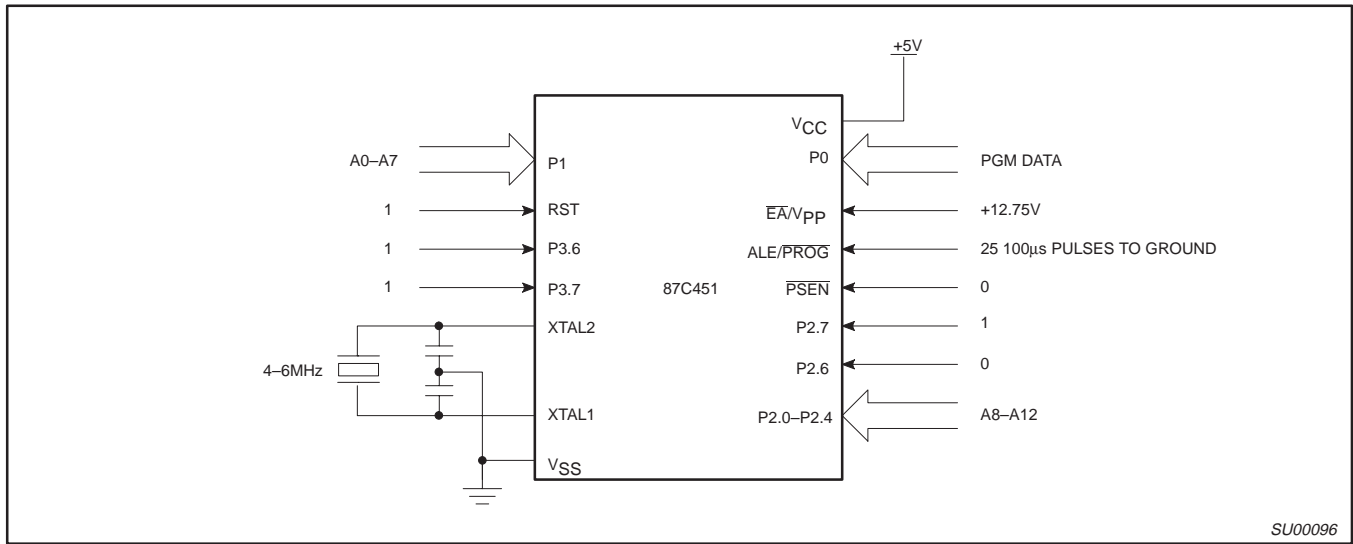 +5V
VCC
A0–A7 P1 P0 PGM DATA
1 RST EA/VPP +12.75V
1 P3.6 ALE/PROG 25 100µs PULSES TO GROUND
1 P3.7 87C451 PSEN 0
XTAL2 P2.7 1
4–6MHz P2.6 0
XTAL1 P2.0–P2.4 A8–A12
VSS
SU00096